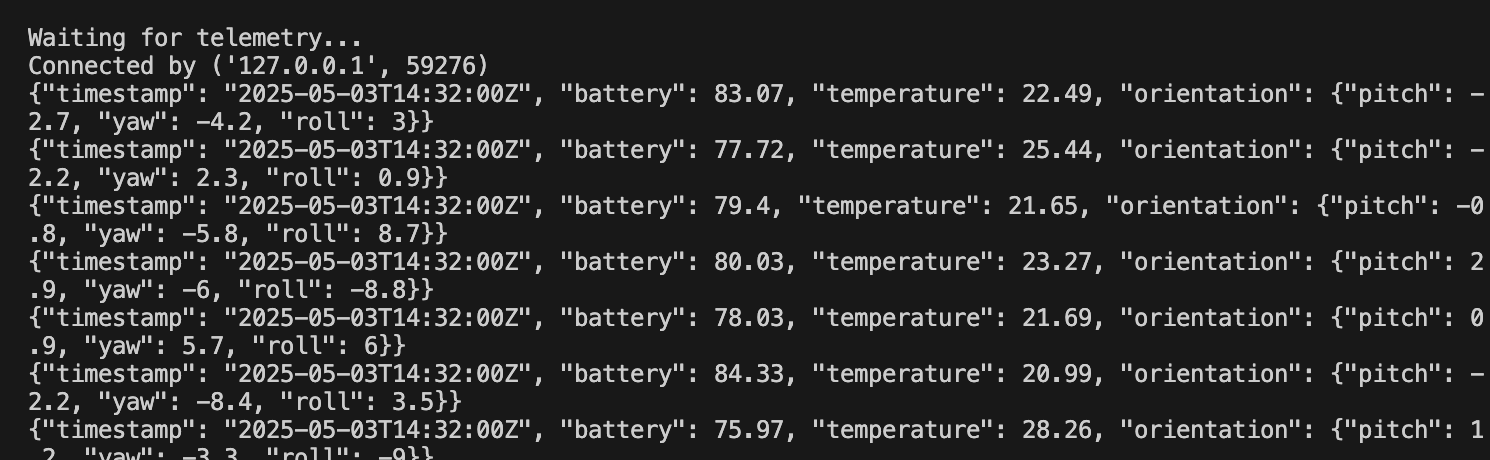 Waiting for telemetry...
Connected by ('127.0.0.1', 59276)
{"timestamp": "2025-05-03T14:32:00Z", "battery": 83.07, "temperature": 22.49, "orientation": {"pitch": -
2.7, "yaw": -4.2, "roll": 3}}
{"timestamp": "2025-05-03T14:32:00Z", "battery": 77.72, "temperature": 25.44, "orientation": {"pitch": -
2.2, "yaw": 2.3, "roll": 0.9}}
{"timestamp": "2025-05-03T14:32:00Z", "battery": 79.4, "temperature": 21.65, "orientation": {"pitch": -0
.8, "yaw": -5.8, "roll": 8.7}}
{"timestamp": "2025-05-03T14:32:00Z", "battery": 80.03, "temperature": 23.27, "orientation": {"pitch": 2
.9, "yaw": -6, "roll": -8.8}}
{"timestamp": "2025-05-03T14:32:00Z", "battery": 78.03, "temperature": 21.69, "orientation": {"pitch": 0
.9, "yaw": 5.7, "roll": 6}}
{"timestamp": "2025-05-03T14:32:00Z", "battery": 84.33, "temperature": 20.99, "orientation": {"pitch": -
2.2, "yaw": -8.4, "roll": 3.5}}
{"timestamp": "2025-05-03T14:32:00Z", "battery": 75.97, "temperature": 28.26, "orientation": {"pitch": 1
.2, "yaw": -3.3, "roll": -9}}